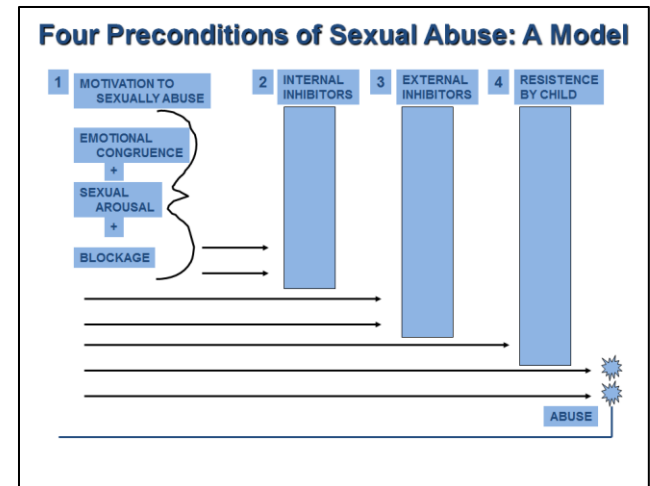 Four Preconditions of Sexual Abuse: A Model
1
MOTIVATION TO
SEXUALLY ABUSE
2
INTERNAL
INHIBITORS
3
EXTERNAL
INHIBITORS
4
RESISTENCE
BY CHILD
EMOTIONAL
CONGRUENCE
+
SEXUAL
AROUSAL
+
BLOCKAGE
ABUSE